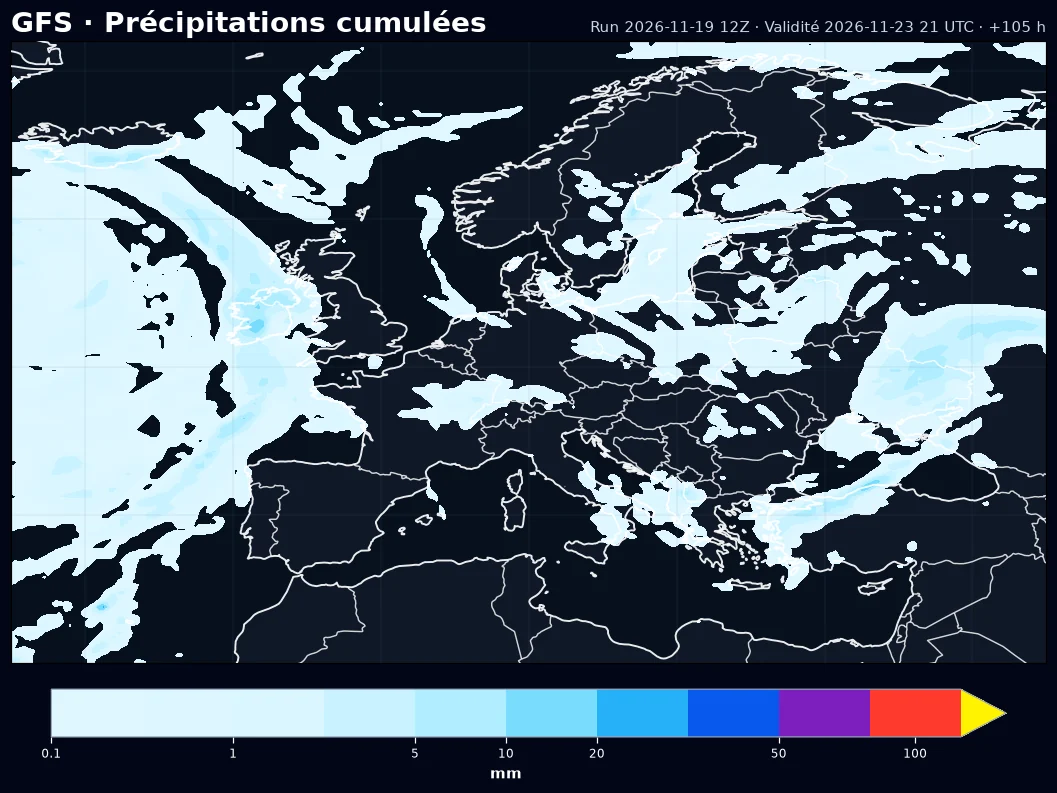 GFS · Précipitations cumulées
Run 2026-11-19 12Z · Validité 2026-11-23 21 UTC · +105 h
0.1 1 5 10 20 50 100
mm